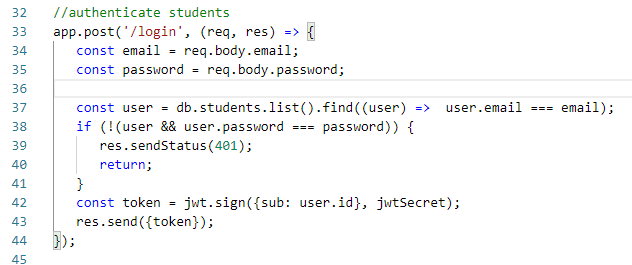 32 //authenticate students
33 app.post('/login', (req, res) => {
34 const email = req.body.email;
35 const password = req.body.password;
36
37 const user = db.students.list().find((user) =>  user.email === email);
38 if (!(user && user.password === password)) {
39 res.sendStatus(401);
40 return;
41 }
42 const token = jwt.sign({sub: user.id}, jwtSecret);
43 res.send({token});
44 });
45